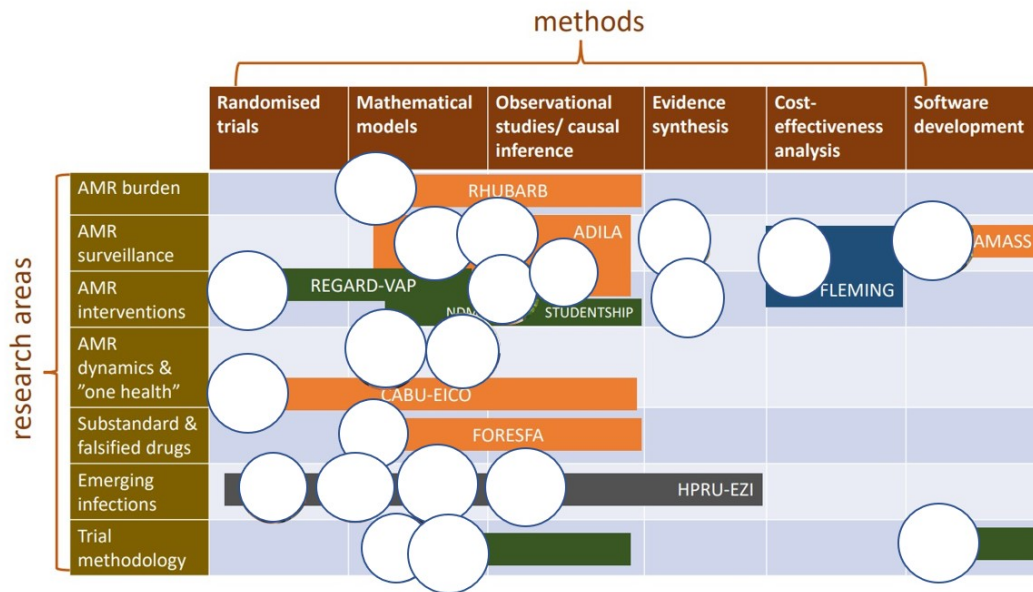 methods
Randomised trials
Mathematical models
Observational studies/ causal inference
Evidence synthesis
Cost-effectiveness analysis
Software development
research areas
AMR burden
RHUBARB
AMR surveillance
ADILA
AMASS
AMR interventions
REGARD-VAP
FLEMING
STUDENTSHIP
AMR dynamics & "one health"
CABU-EICO
Substandard & falsified drugs
FORESFA
Emerging infections
HPRU-EZI
Trial methodology